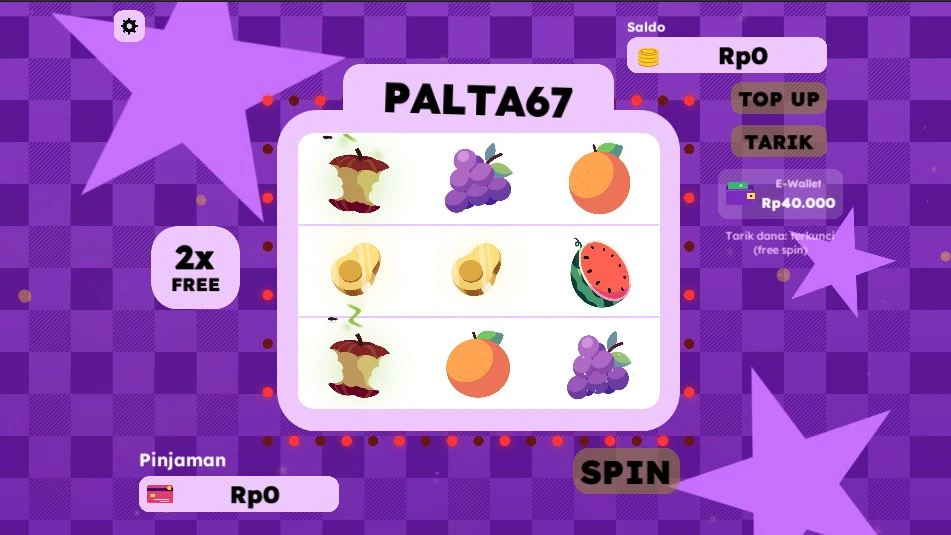 Saldo
Rp0
PALTA67
TOP UP
TARIK
E-Wallet
Rp40.000
Tarik dana: Terkunci
(free spin)
2x
FREE
Pinjaman
Rp0
SPIN